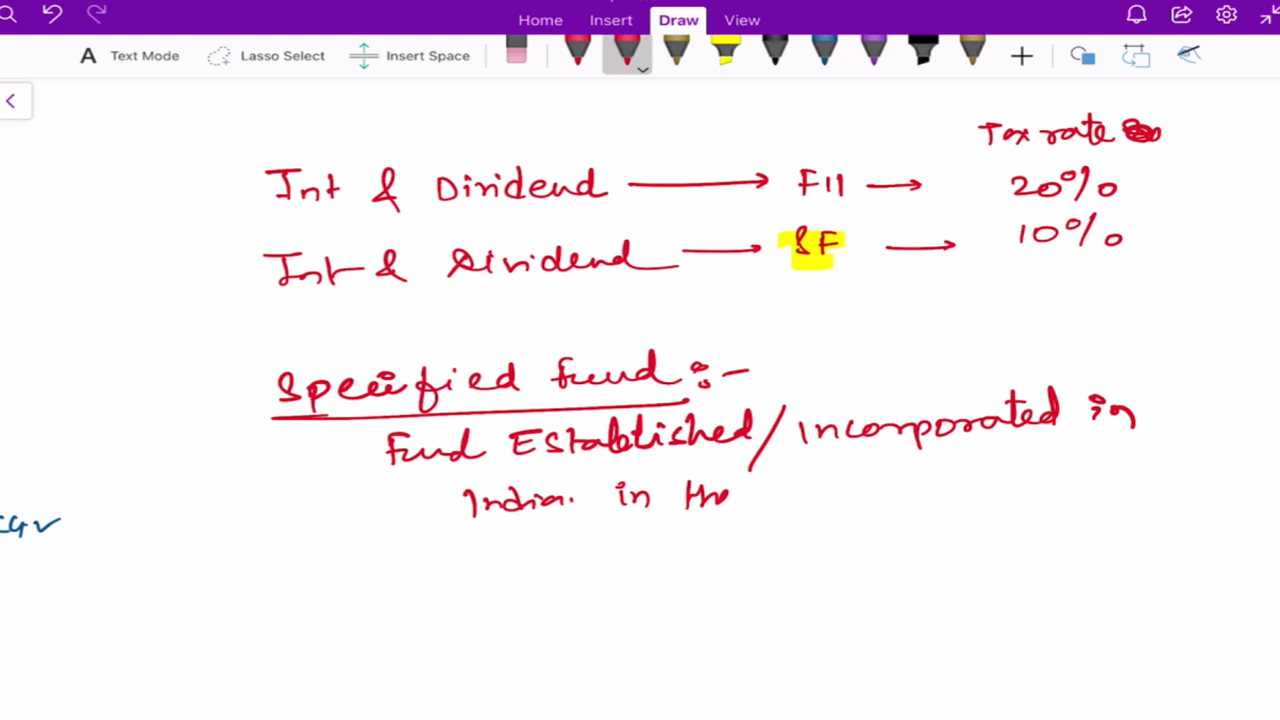 Home Insert Draw View
Text Mode Lasso Select Insert Space
Tax rate
Int & Dividend FII 20%
Int & Dividend SF 10%
Specified Fund :-
Fund Established/incorporated in
India. in the